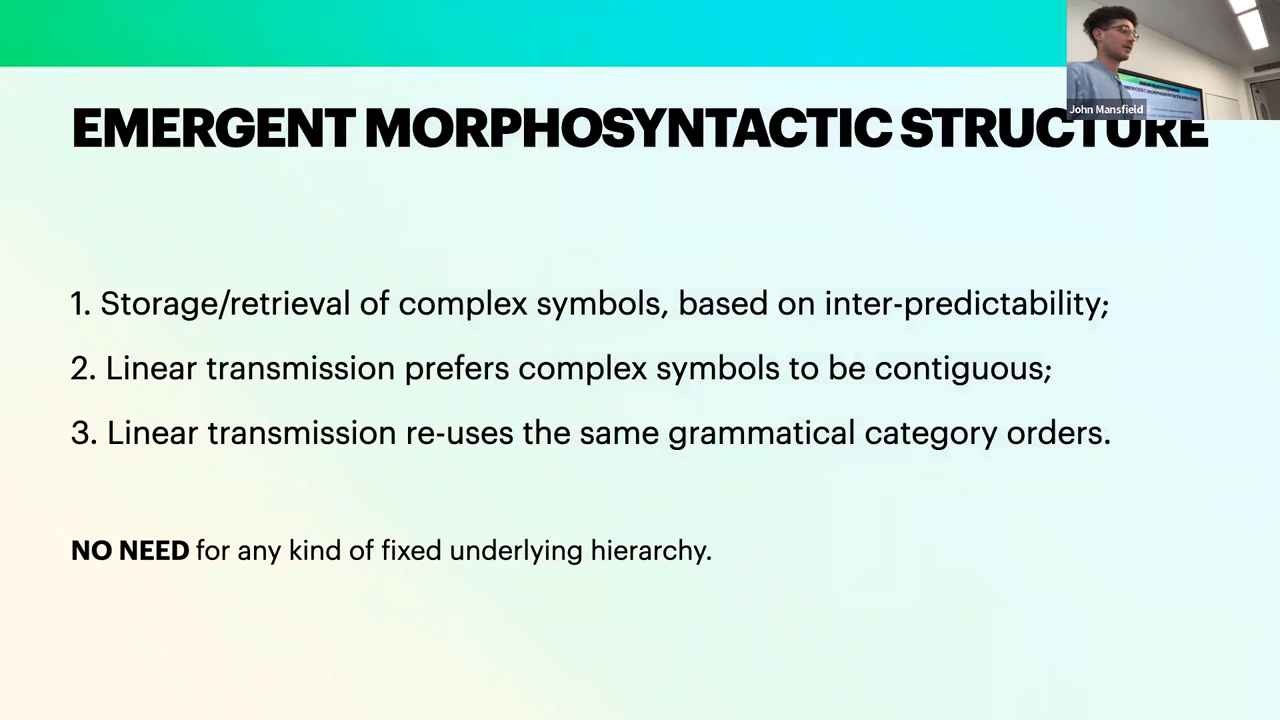 John Mansfield
EMERGENT MORPHOSYNTACTIC STRUCTURE
1. Storage/retrieval of complex symbols, based on inter-predictability;
2. Linear transmission prefers complex symbols to be contiguous;
3. Linear transmission re-uses the same grammatical category orders.
NO NEED for any kind of fixed underlying hierarchy.